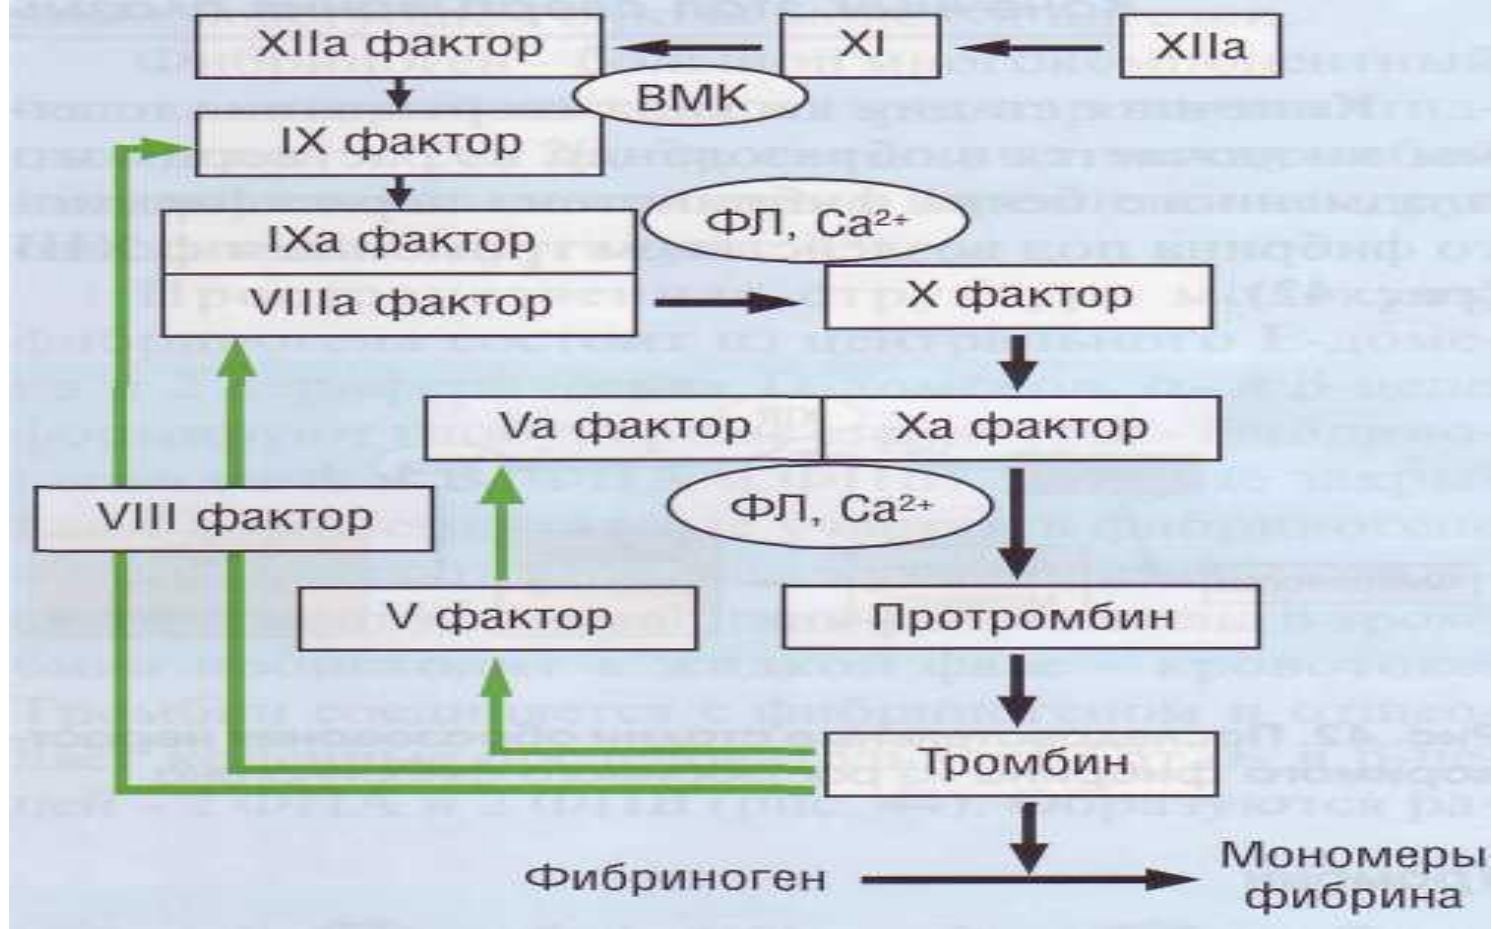 XIIa фактор
XI
XIIa
ВМК
IX фактор
ФЛ, Ca²⁺
IXa фактор
VIIIa фактор
X фактор
Va фактор
Xa фактор
ФЛ, Ca²⁺
VIII фактор
V фактор
Протромбин
Тромбин
Фибриноген
Мономеры
фибрина